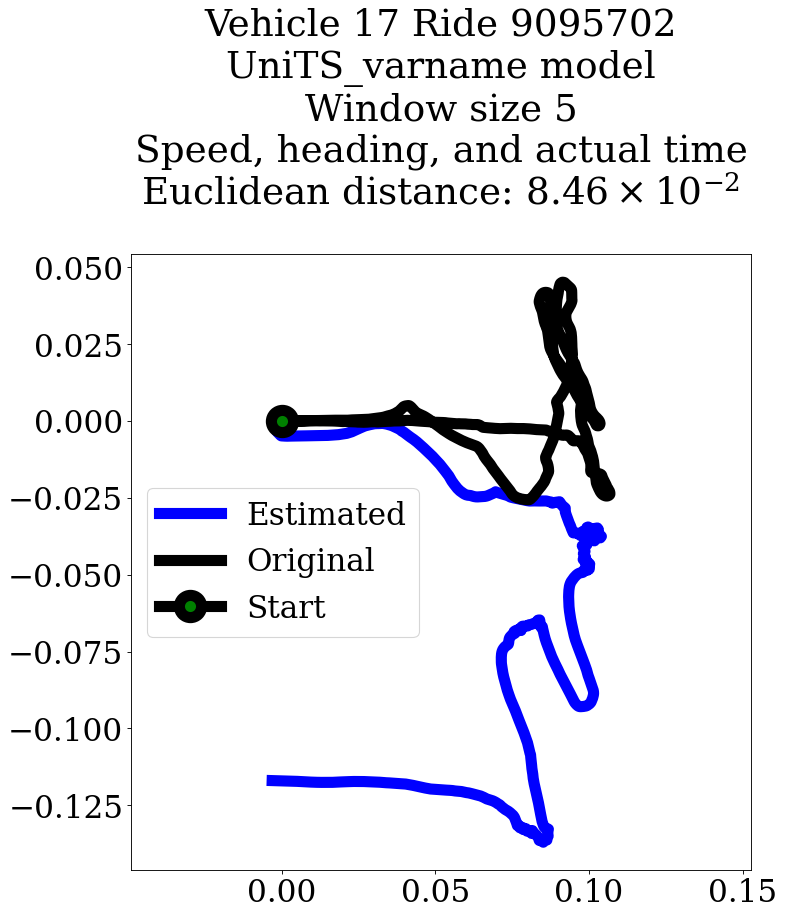 Vehicle 17 Ride 9095702
UniTS_varname model
Window size 5
Speed, heading, and actual time
Euclidean distance: 8.46 × 10⁻²
0.050
0.025
0.000
−0.025
−0.050
−0.075
−0.100
−0.125
Estimated
Original
Start
0.00 0.05 0.10 0.15